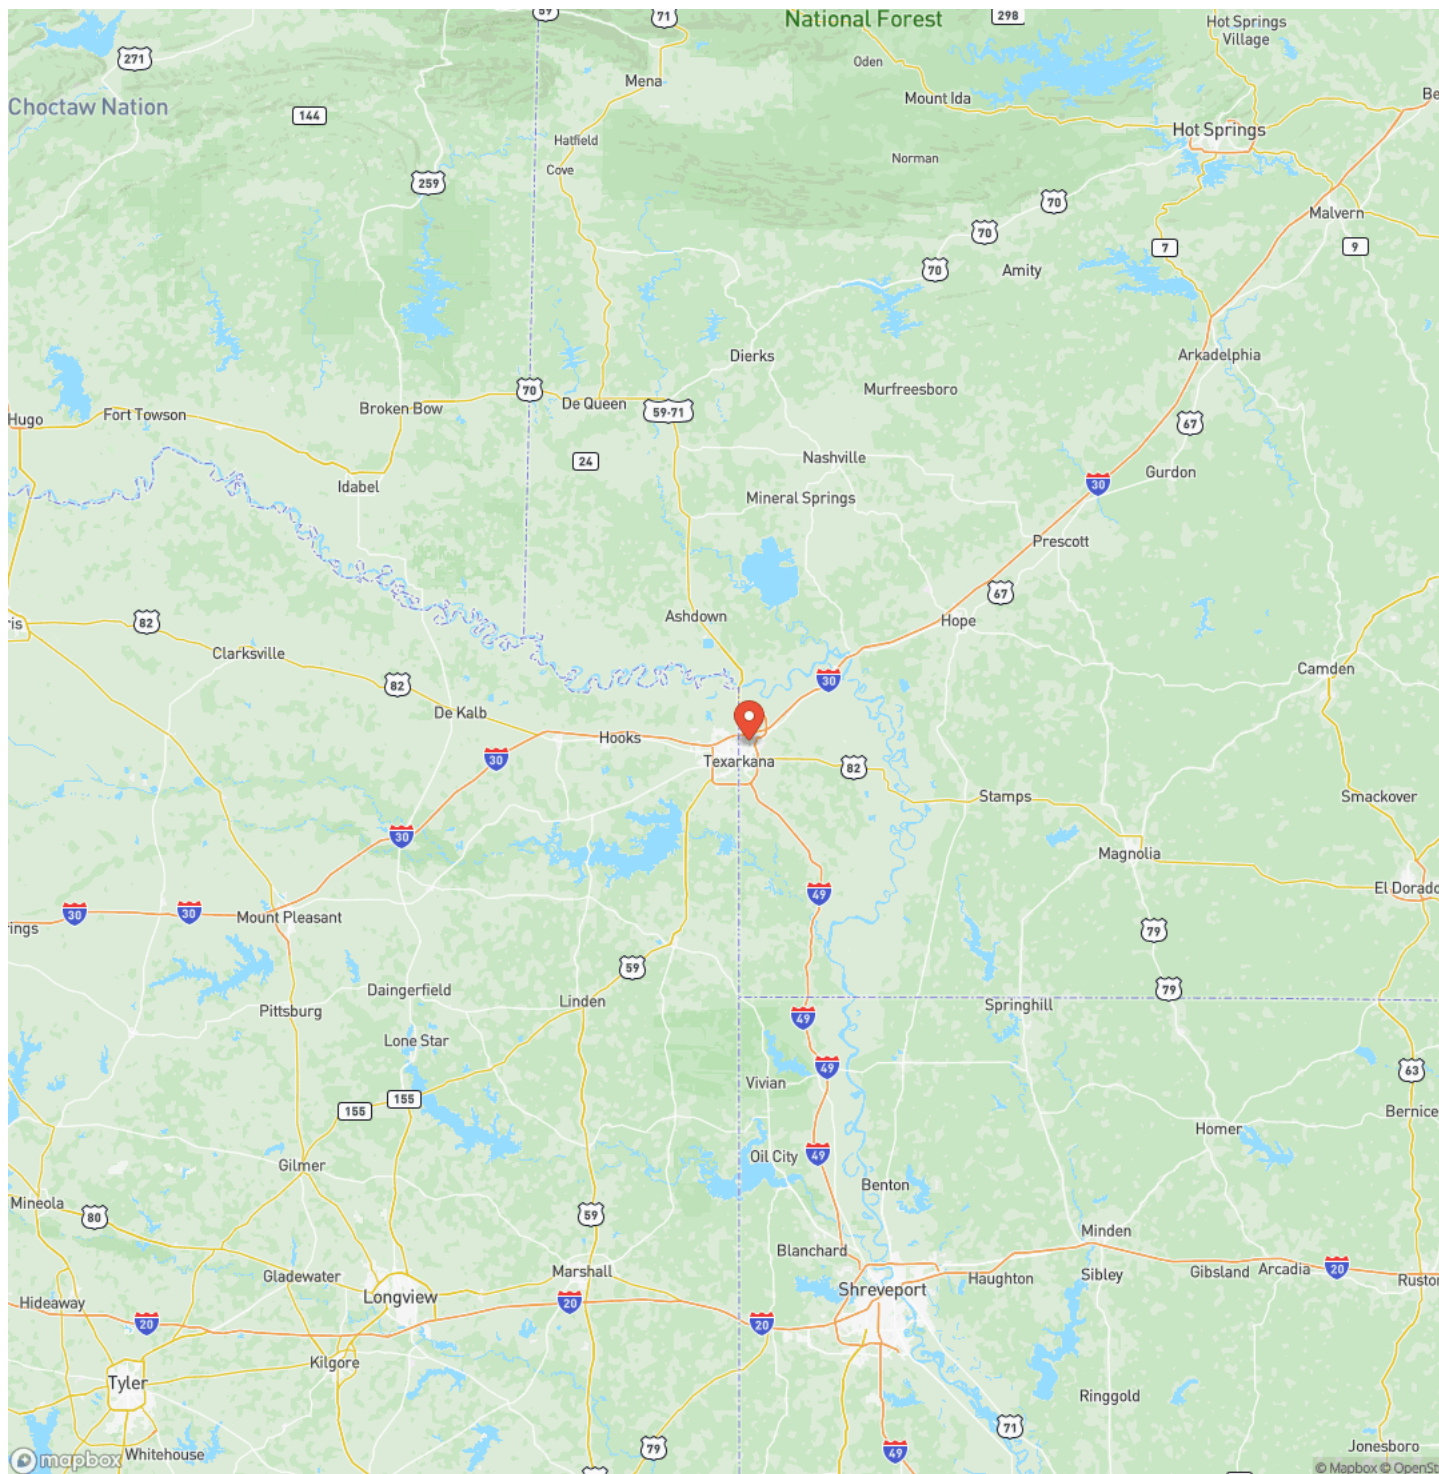 59
71
National Forest
298
Hot Springs
Village
271
Oden
Mena
Mount Ida
Be
Choctaw Nation
144
Hot Springs
Hatfield
Norman
Cove
259
70
Malvern
70
7
9
70
Amity
Dierks
Arkadelphia
70
Murfreesboro
De Queen
Broken Bow
59-71
Fort Towson
Hugo
67
Nashville
24
Gurdon
Idabel
30
Mineral Springs
Prescott
67
Ashdown
Hope
82
ris
Clarksville
Camden
30
82
De Kalb
Hooks
30
Texarkana
82
Stamps
Smackover
30
Magnolia
El Dorado
49
30
30
Mount Pleasant
rings
79
59
Daingerfield
79
Linden
Springhill
Pittsburg
49
Lone Star
49
63
Vivian
155
155
Bernice
Homer
49
Oil City
Gilmer
Benton
Mineola
80
59
Minden
Blanchard
Marshall
20
Gibsland
Arcadia
Sibley
Gladewater
Haughton
Ruston
Shreveport
Longview
Hideaway
20
20
20
Kilgore
Tyler
Ringgold
71
79
49
Jonesboro
Whitehouse
mapbox
© Mapbox © OpenSt